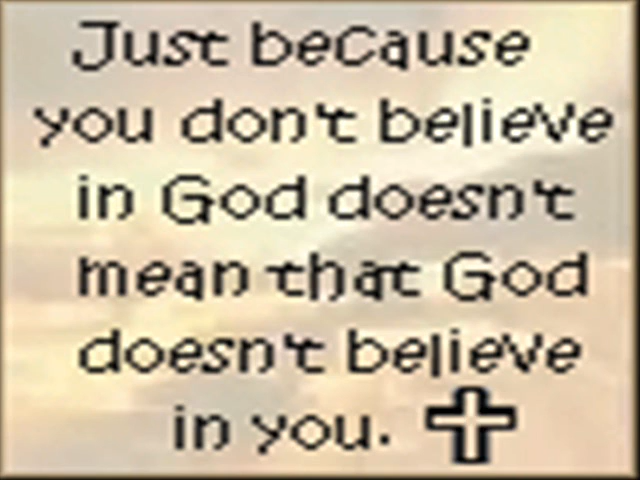 Just because
you don't believe
in God doesn't
mean that God
doesn't believe
in you.